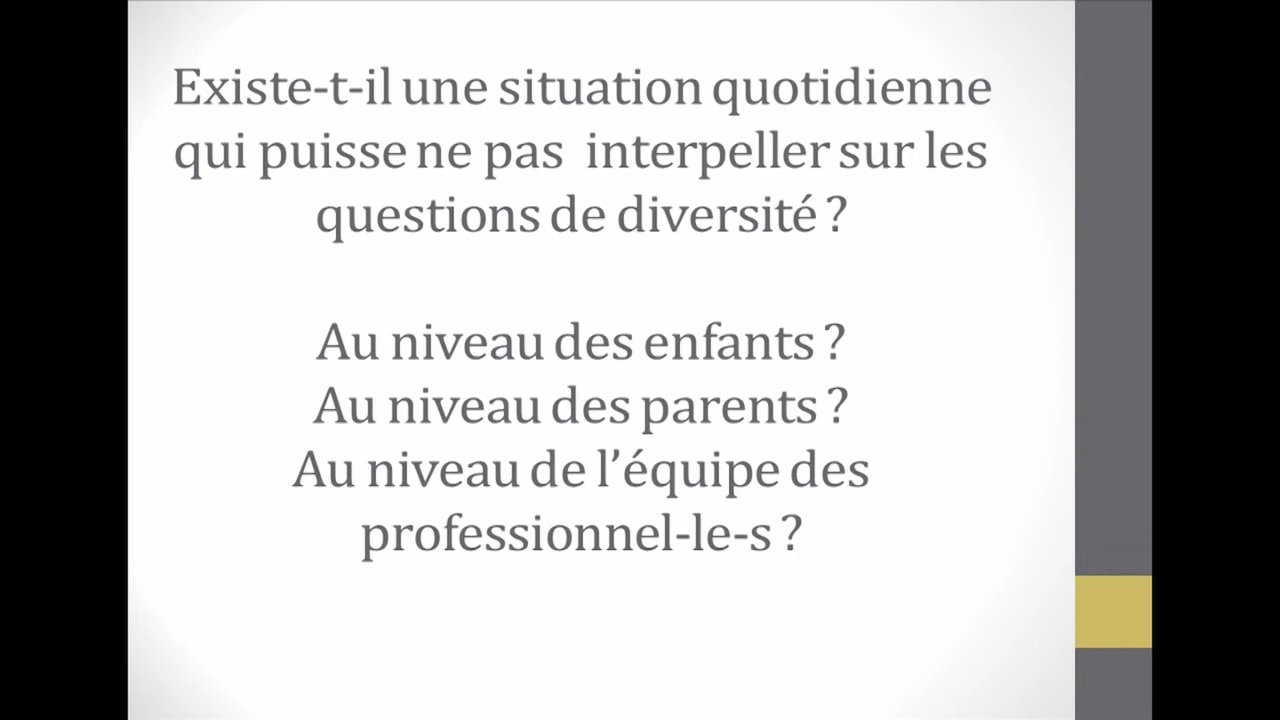 Existe-t-il une situation quotidienne
qui puisse ne pas  interpeller sur les
questions de diversité ?
Au niveau des enfants ?
Au niveau des parents ?
Au niveau de l’équipe des
professionnel-le-s ?